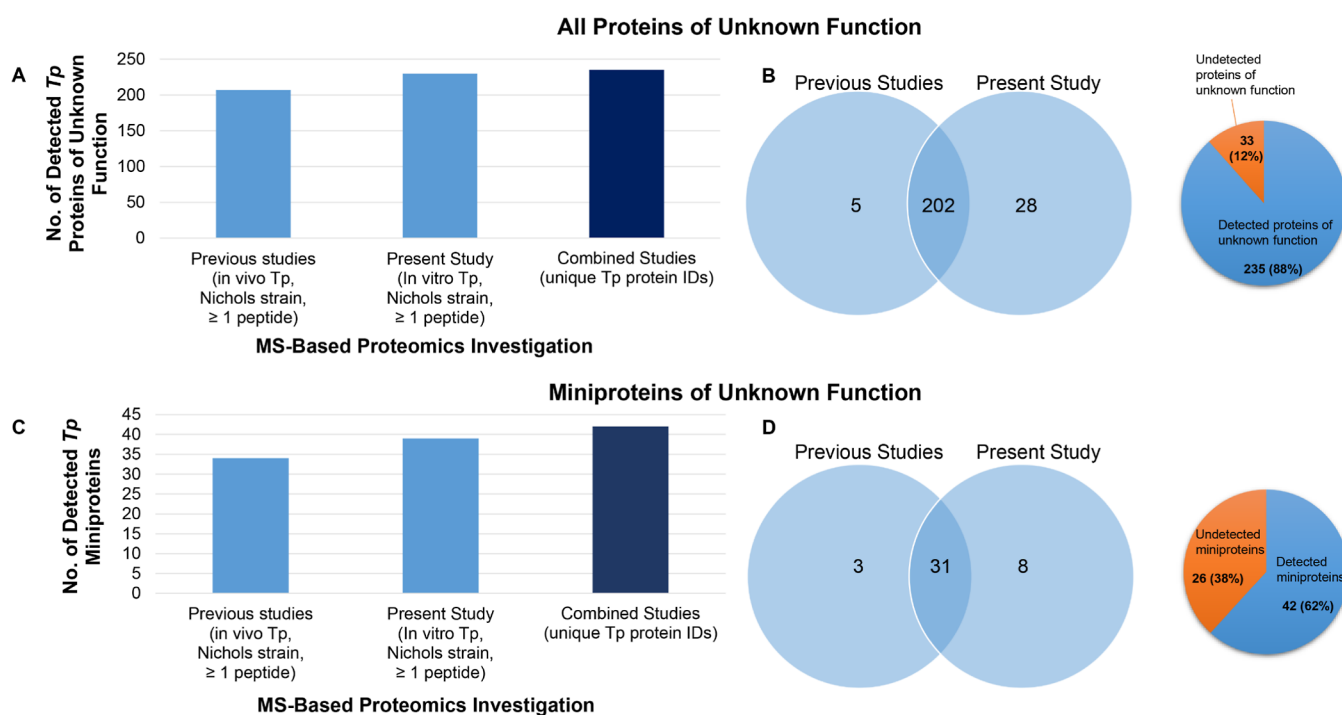 All Proteins of Unknown Function
A
No. of Detected Tp
Proteins of Unknown
Function
250
200
150
100
50
0
Previous studies
(in vivo Tp,
Nichols strain,
≥ 1 peptide)
Present Study
(In vitro Tp,
Nichols strain,
≥ 1 peptide)
Combined Studies
(unique Tp protein IDs)
MS-Based Proteomics Investigation
B
Previous Studies
Present Study
5
202
28
Undetected proteins of
unknown function
33
(12%)
Detected proteins of
unknown function
235 (88%)
Miniproteins of Unknown Function
C
No. of Detected Tp
Miniproteins
45
40
35
30
25
20
15
10
5
0
Previous studies
(in vivo Tp,
Nichols strain,
≥ 1 peptide)
Present Study
(In vitro Tp,
Nichols strain,
≥ 1 peptide)
Combined Studies
(unique Tp protein IDs)
MS-Based Proteomics Investigation
D
Previous Studies
Present Study
3
31
8
Undetected
miniproteins
26 (38%)
Detected
miniproteins
42 (62%)